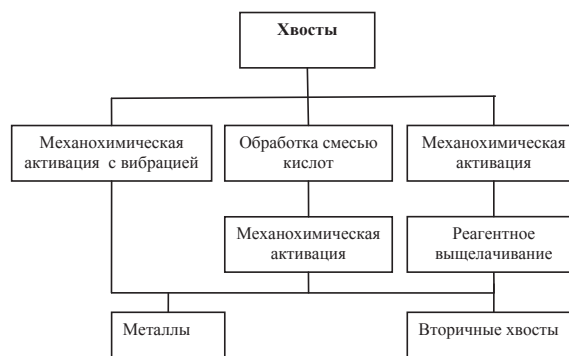 Хвосты
Механохимическая
активация с вибрацией
Обработка смесью
кислот
Механохимическая
активация
Механохимическая
активация
Реагентное
выщелачивание
Металлы
Вторичные хвосты